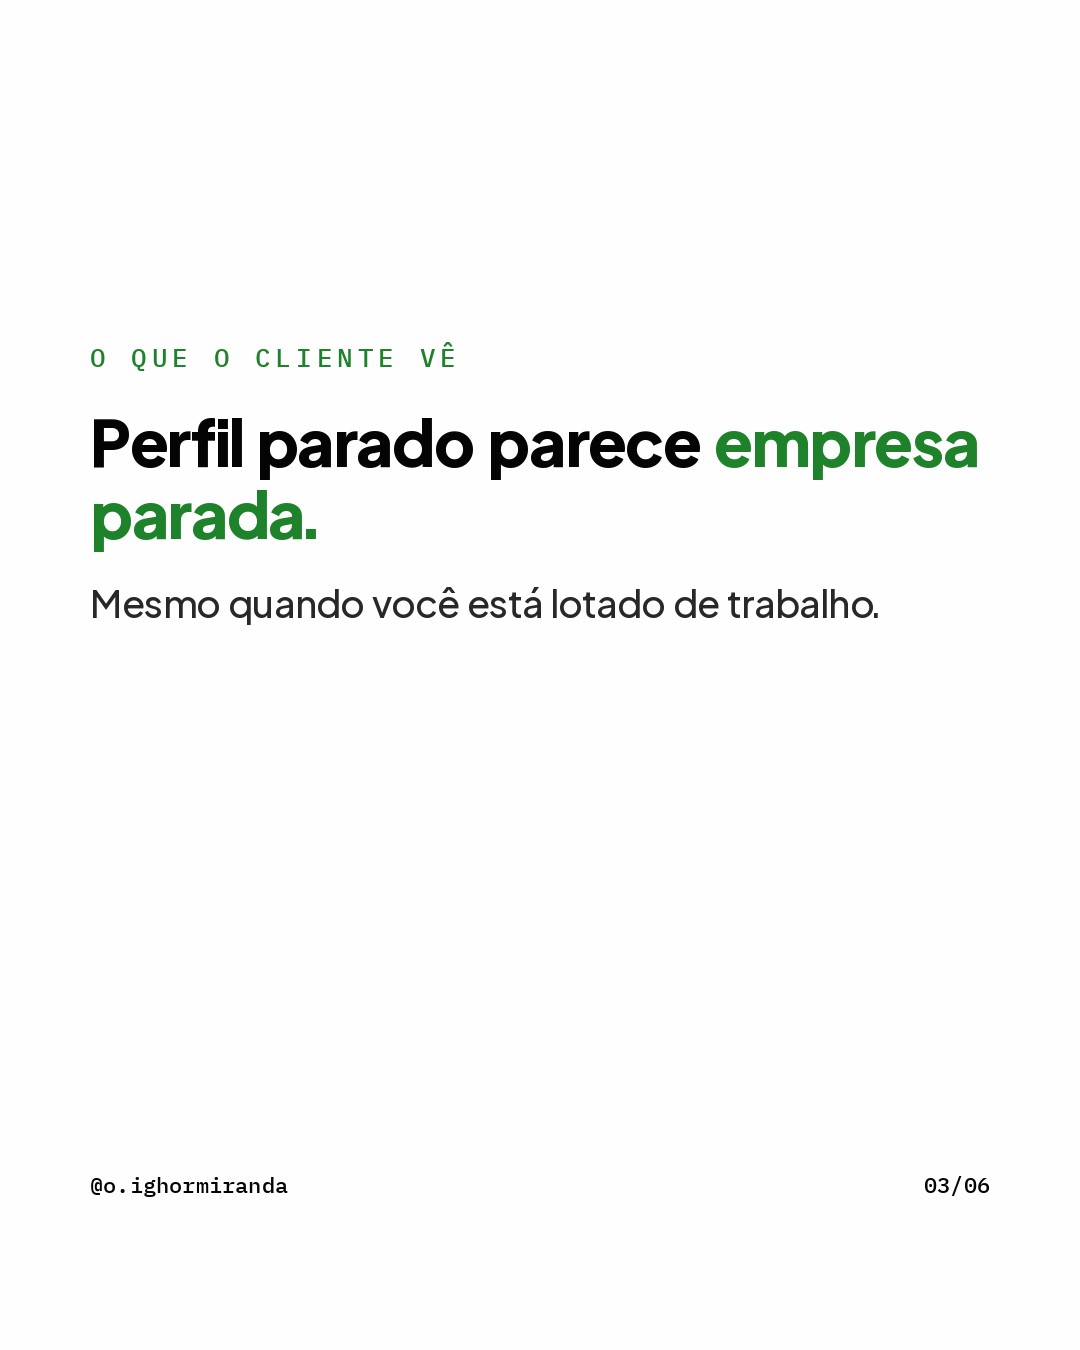 O QUE O CLIENTE VÊ
Perfil parado parece empresa
parada.
Mesmo quando você está lotado de trabalho.
@o.ighormiranda
03/06